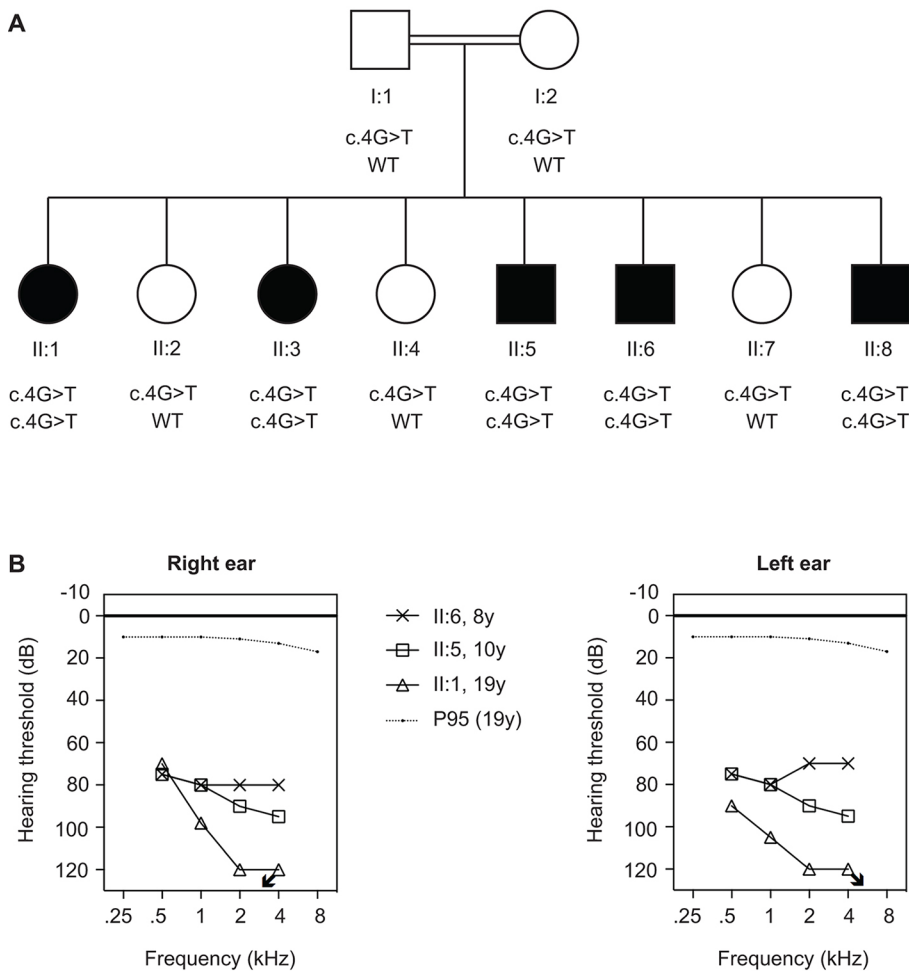 A
I:1 I:2
c.4G>T c.4G>T
WT WT
II:1 II:2 II:3 II:4 II:5 II:6 II:7 II:8
c.4G>T c.4G>T c.4G>T c.4G>T c.4G>T c.4G>T c.4G>T c.4G>T
c.4G>T WT c.4G>T WT c.4G>T c.4G>T WT c.4G>T
B
Right ear
Hearing threshold (dB)
-10
0
20
40
60
80
100
120
.25 .5 1 2 4 8
Frequency (kHz)
II:6, 8y
II:5, 10y
II:1, 19y
P95 (19y)
Left ear
Hearing threshold (dB)
-10
0
20
40
60
80
100
120
.25 .5 1 2 4 8
Frequency (kHz)